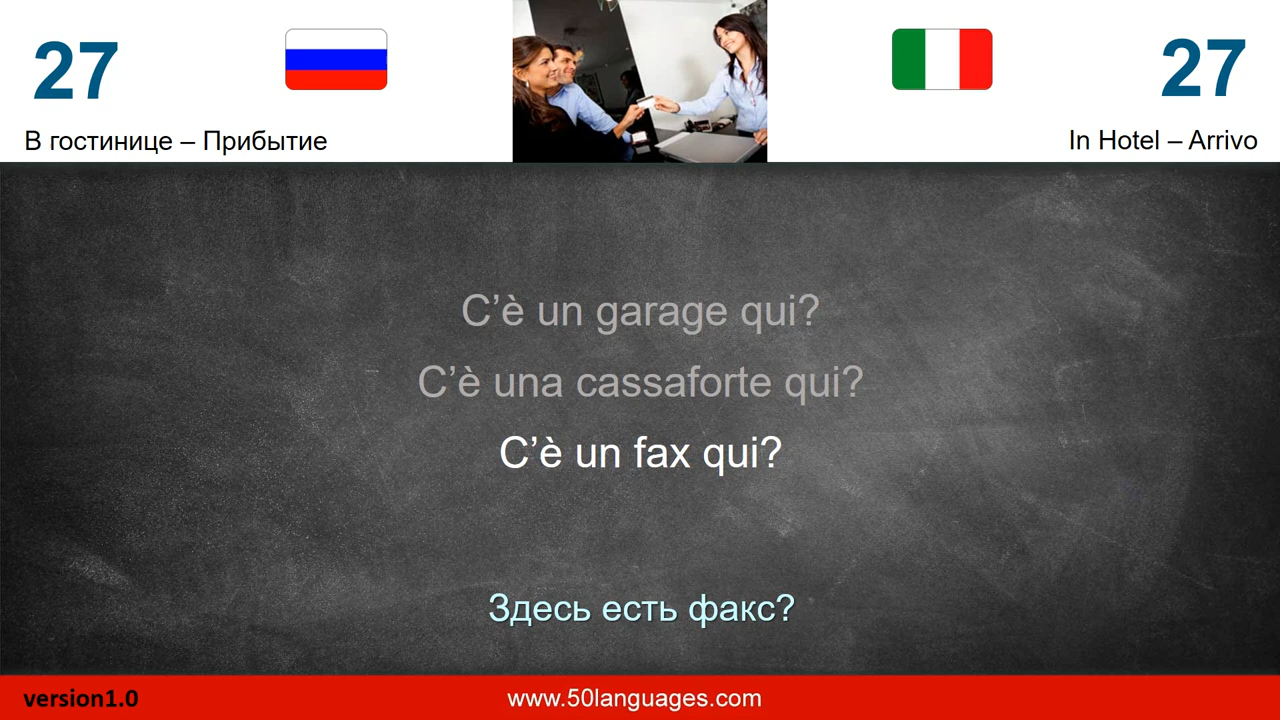 27
27
В гостинице – Прибытие
In Hotel – Arrivo
C’è un garage qui?
C’è una cassaforte qui?
C’è un fax qui?
Здесь есть факс?
version1.0
www.50languages.com